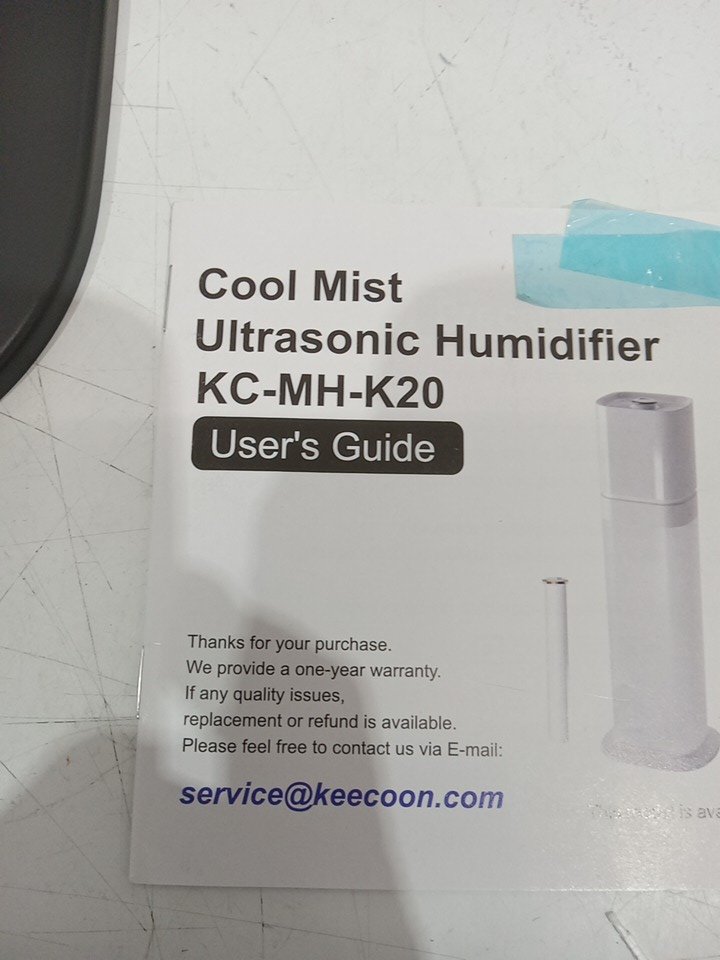 Cool Mist
Ultrasonic Humidifier
KC-MH-K20
User's Guide
Thanks for your purchase.
We provide a one-year warranty.
If any quality issues,
replacement or refund is available.
Please feel free to contact us via E-mail:
service@keecoon.com
is